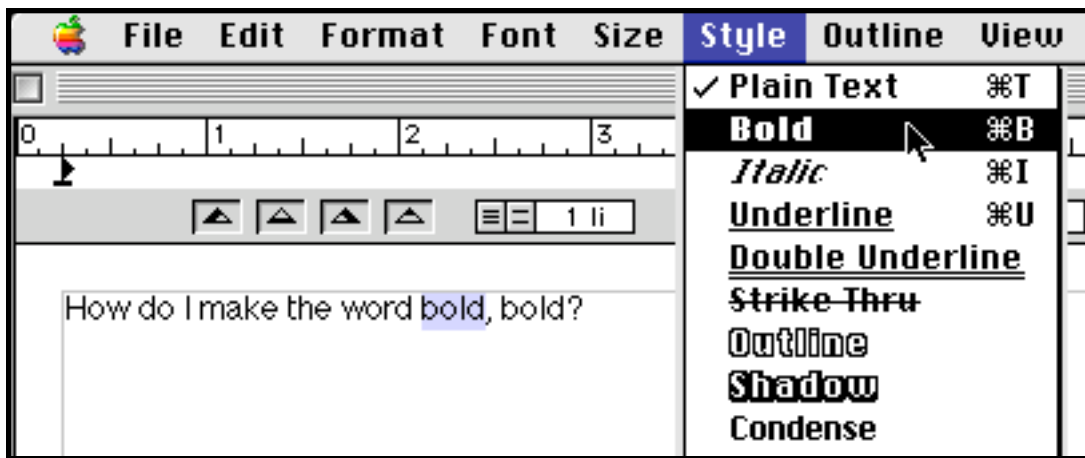 File Edit Format Font Size Style Outline View
✓ Plain Text ⌘T
0 1 2 3
Bold ⌘B
Italic ⌘I
Underline ⌘U
1 li
Double Underline
How do I make the word bold, bold?
Strike Thru
Outline
Shadow
Condense